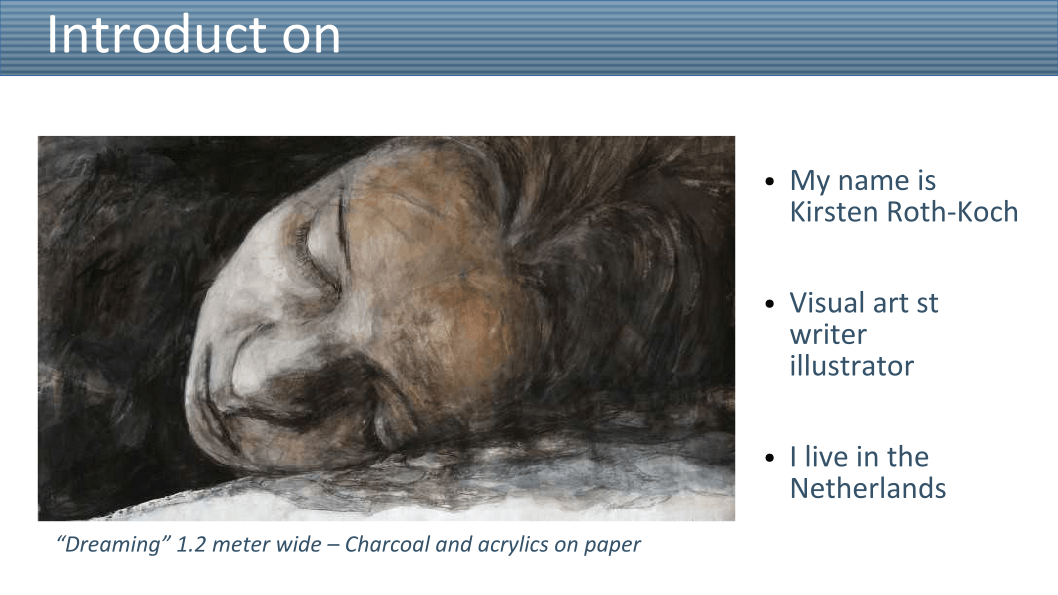 Introduct on
• My name is
Kirsten Roth-Koch
• Visual art st
writer
illustrator
• I live in the
Netherlands
“Dreaming” 1.2 meter wide – Charcoal and acrylics on paper